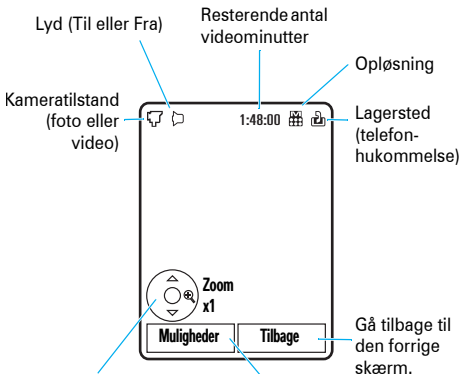 Lyd (Til eller Fra)
Resterende antal
videominutter
Opløsning
Kameratilstand
(foto eller
video)
1:48:00
Lagersted
(telefon-
hukommelse)
Zoom
x1
Muligheder
Tilbage
Gå tilbage til
den forrige
skærm.